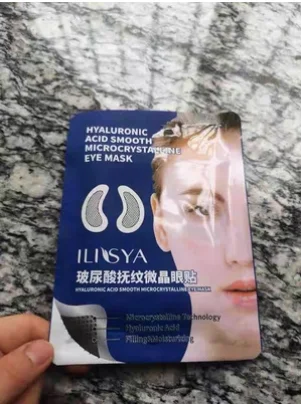 HYALURONIC
ACID SMOOTH
MICROCRYSTALLINE
EYE MASK
ILISYA
玻尿酸抚纹微晶眼贴
HYALURONIC ACID SMOOTH MICROCRYSTALLINE EYE MASK
Microcrystalline Technology
Hyaluronic Acid
Filling&Moisturizing